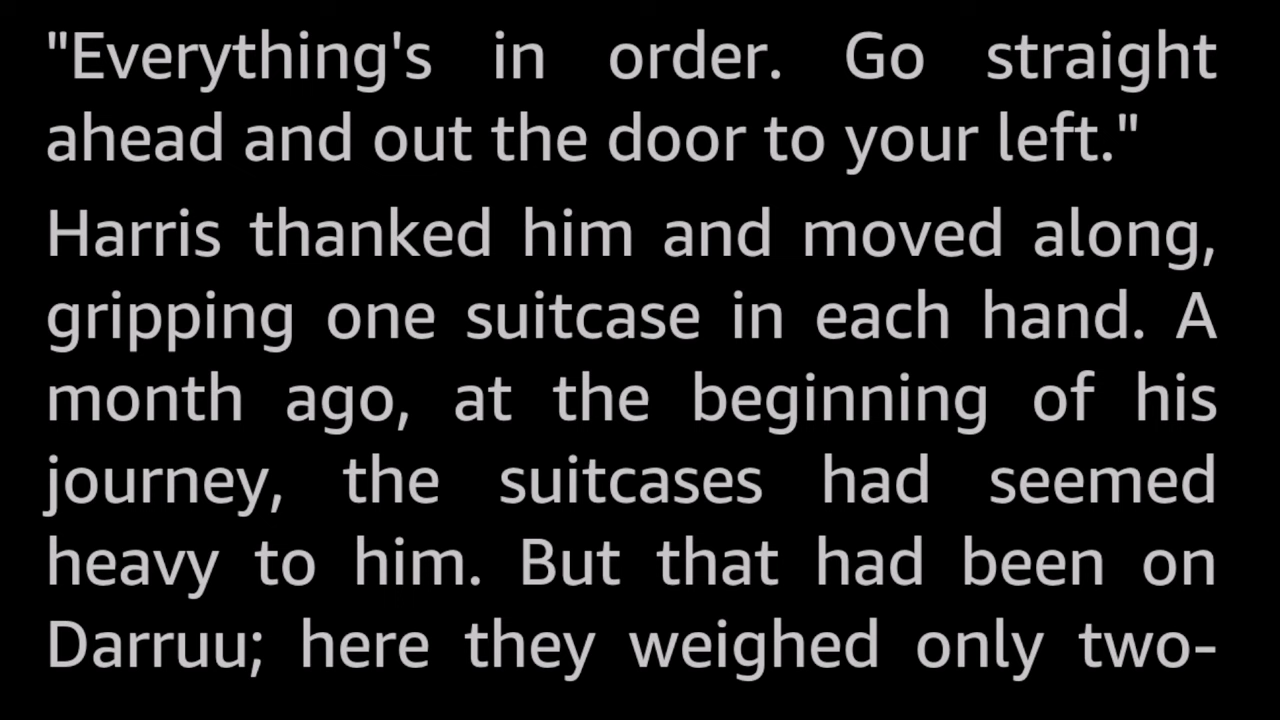 "Everything's in order. Go straight
ahead and out the door to your left."
Harris thanked him and moved along,
gripping one suitcase in each hand. A
month ago, at the beginning of his
journey, the suitcases had seemed
heavy to him. But that had been on
Darruu; here they weighed only two-